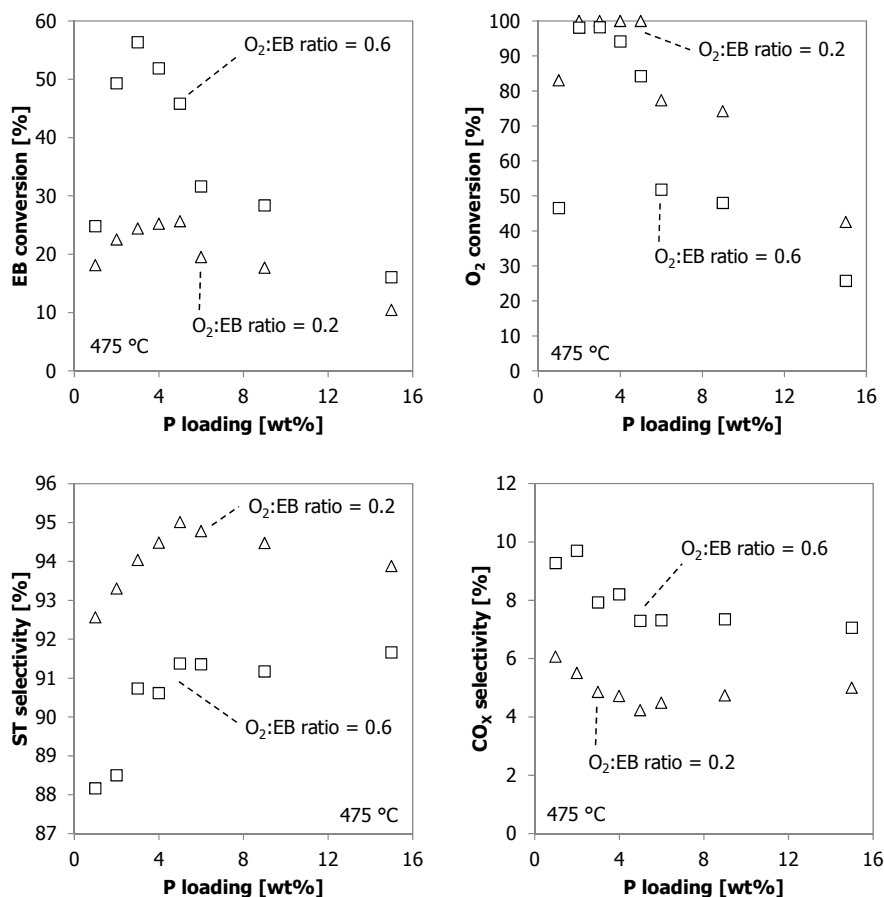 60
50
40
30
20
10
0
EB conversion [%]
O₂:EB ratio = 0.6
O₂:EB ratio = 0.2
475 °C
0 4 8 12 16
P loading [wt%]
100
90
80
70
60
50
40
30
20
10
0
O₂ conversion [%]
O₂:EB ratio = 0.2
O₂:EB ratio = 0.6
475 °C
0 4 8 12 16
P loading [wt%]
96
95
94
93
92
91
90
89
88
87
ST selectivity [%]
O₂:EB ratio = 0.2
O₂:EB ratio = 0.6
475 °C
0 4 8 12 16
P loading [wt%]
12
10
8
6
4
2
0
COₓ selectivity [%]
O₂:EB ratio = 0.6
O₂:EB ratio = 0.2
475 °C
0 4 8 12 16
P loading [wt%]